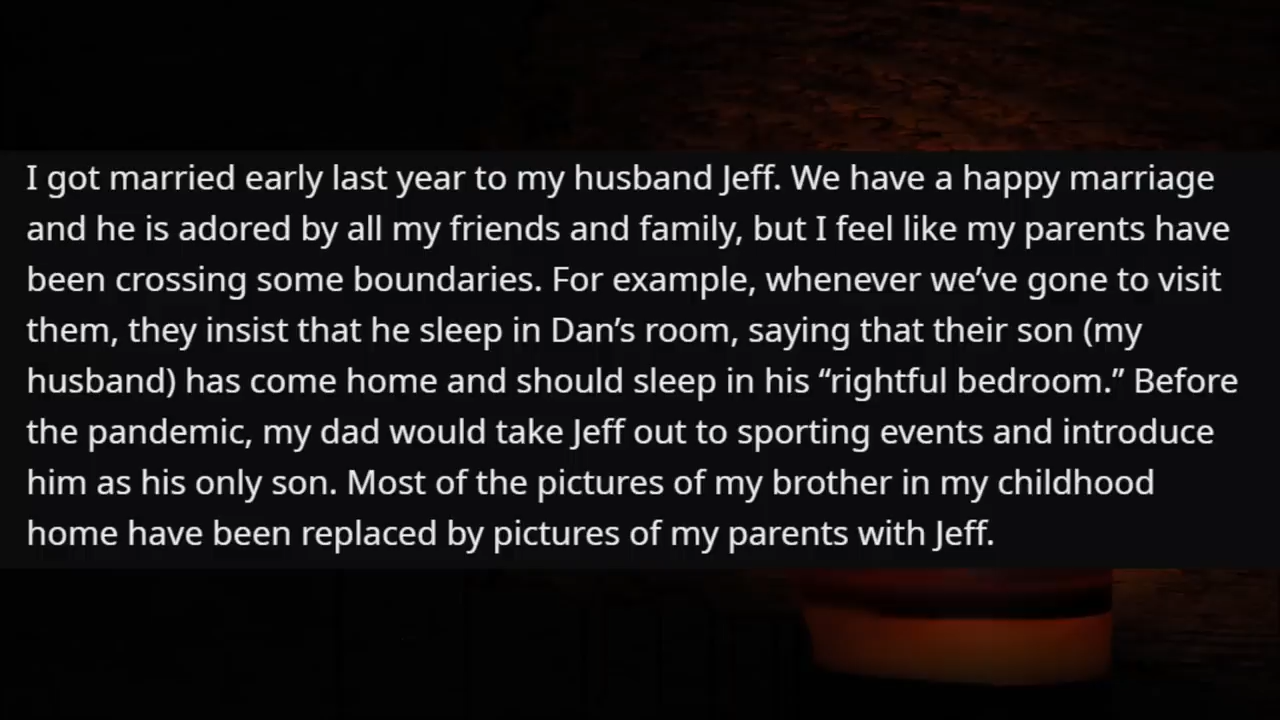 I got married early last year to my husband Jeff. We have a happy marriage
and he is adored by all my friends and family, but I feel like my parents have
been crossing some boundaries. For example, whenever we’ve gone to visit
them, they insist that he sleep in Dan’s room, saying that their son (my
husband) has come home and should sleep in his “rightful bedroom.” Before
the pandemic, my dad would take Jeff out to sporting events and introduce
him as his only son. Most of the pictures of my brother in my childhood
home have been replaced by pictures of my parents with Jeff.